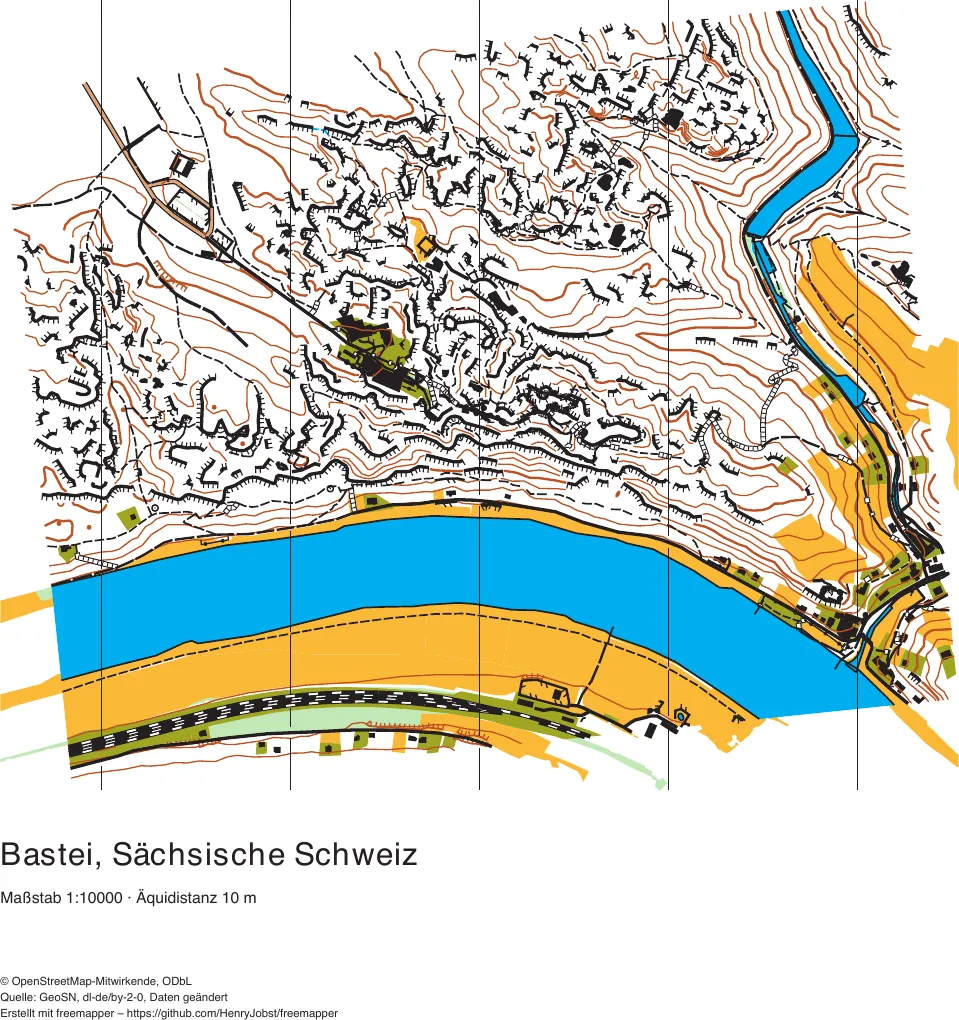 Bastei, Sächsische Schweiz
Maßstab 1:10000 · Äquidistanz 10 m
© OpenStreetMap-Mitwirkende, ODbL
Quelle: GeoSN, dl-de/by-2-0, Daten geändert
Erstellt mit freemapper – https://github.com/HenryJobst/freemapper